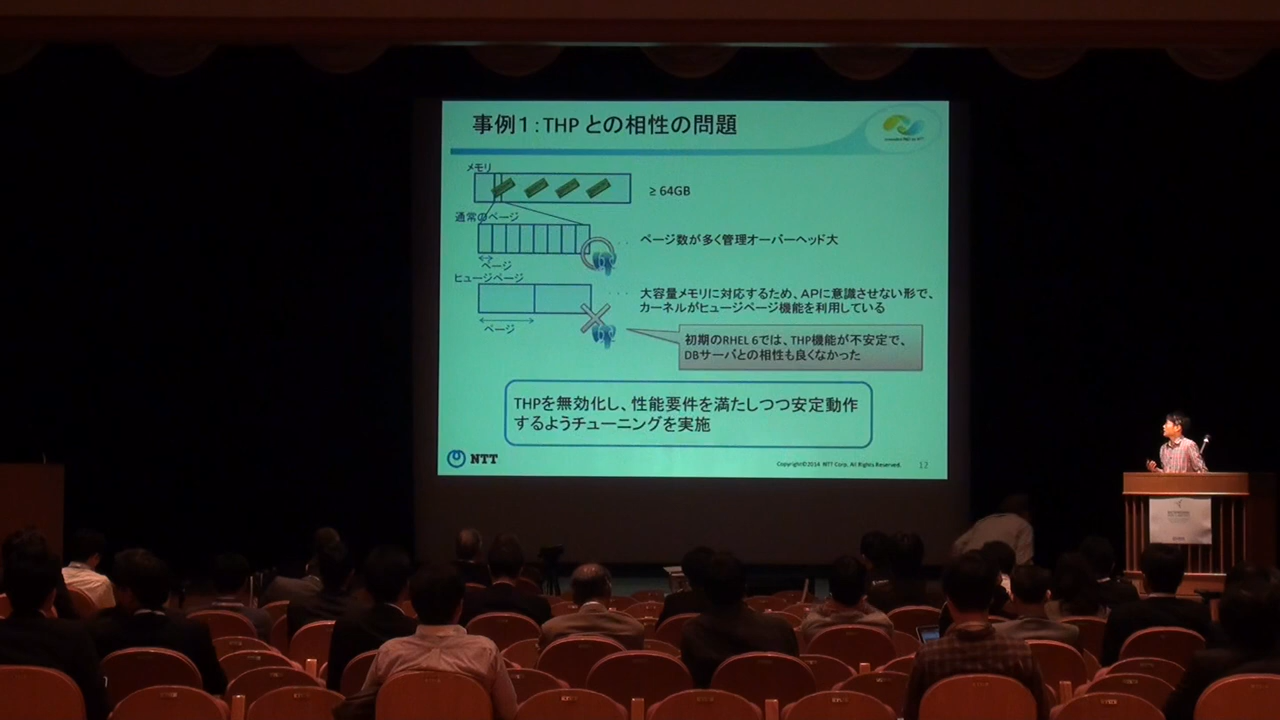 事例１：THP との相性の問題
メモリ
≥ 64GB
通常のページ
ページ数が多く管理オーバーヘッド大
ページ
ヒュージページ
大容量メモリに対応するため、APに意識させない形で、
カーネルがヒュージページ機能を利用している
ページ
初期のRHEL 6では、THP機能が不安定で、
DBサーバとの相性も良くなかった
THPを無効化し、性能要件を満たしつつ安定動作
するようチューニングを実施
NTT
Copyright©2014 NTT Corp. All Rights Reserved.
12